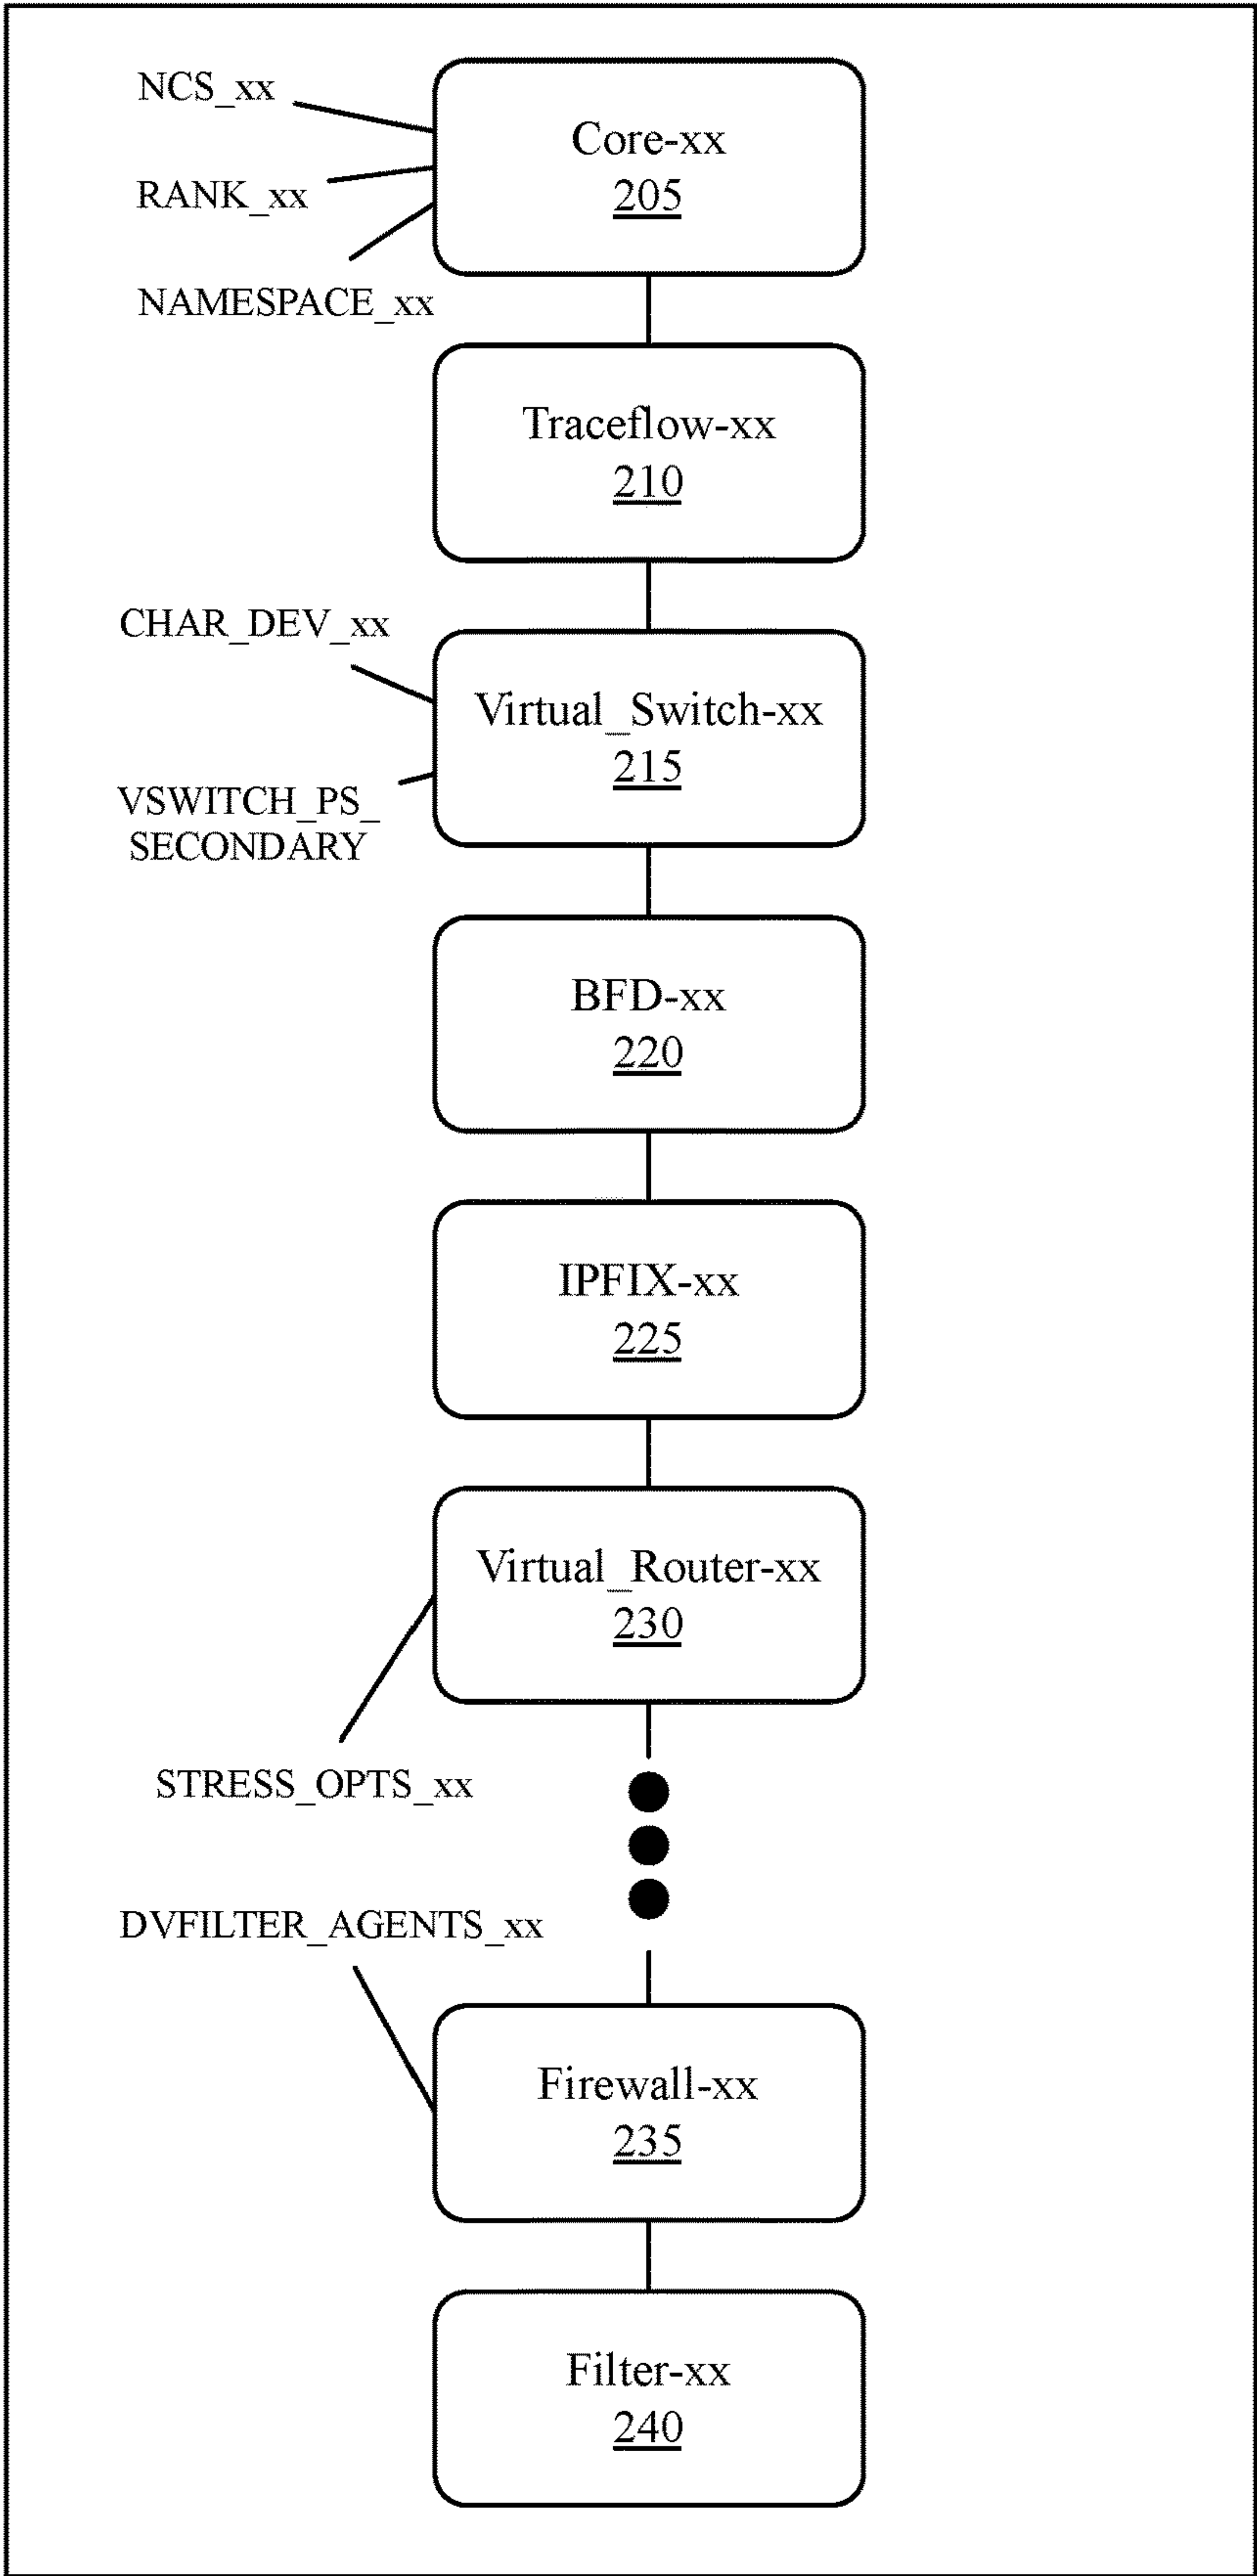 NCS_xx
RANK_xx
NAMESPACE_xx
Core-xx
205
Traceflow-xx
210
CHAR_DEV_xx
VSWITCH_PS_
SECONDARY
Virtual_Switch-xx
215
BFD-xx
220
IPFIX-xx
225
Virtual_Router-xx
230
STRESS_OPTS_xx
DVFILTER_AGENTS_xx
Firewall-xx
235
Filter-xx
240